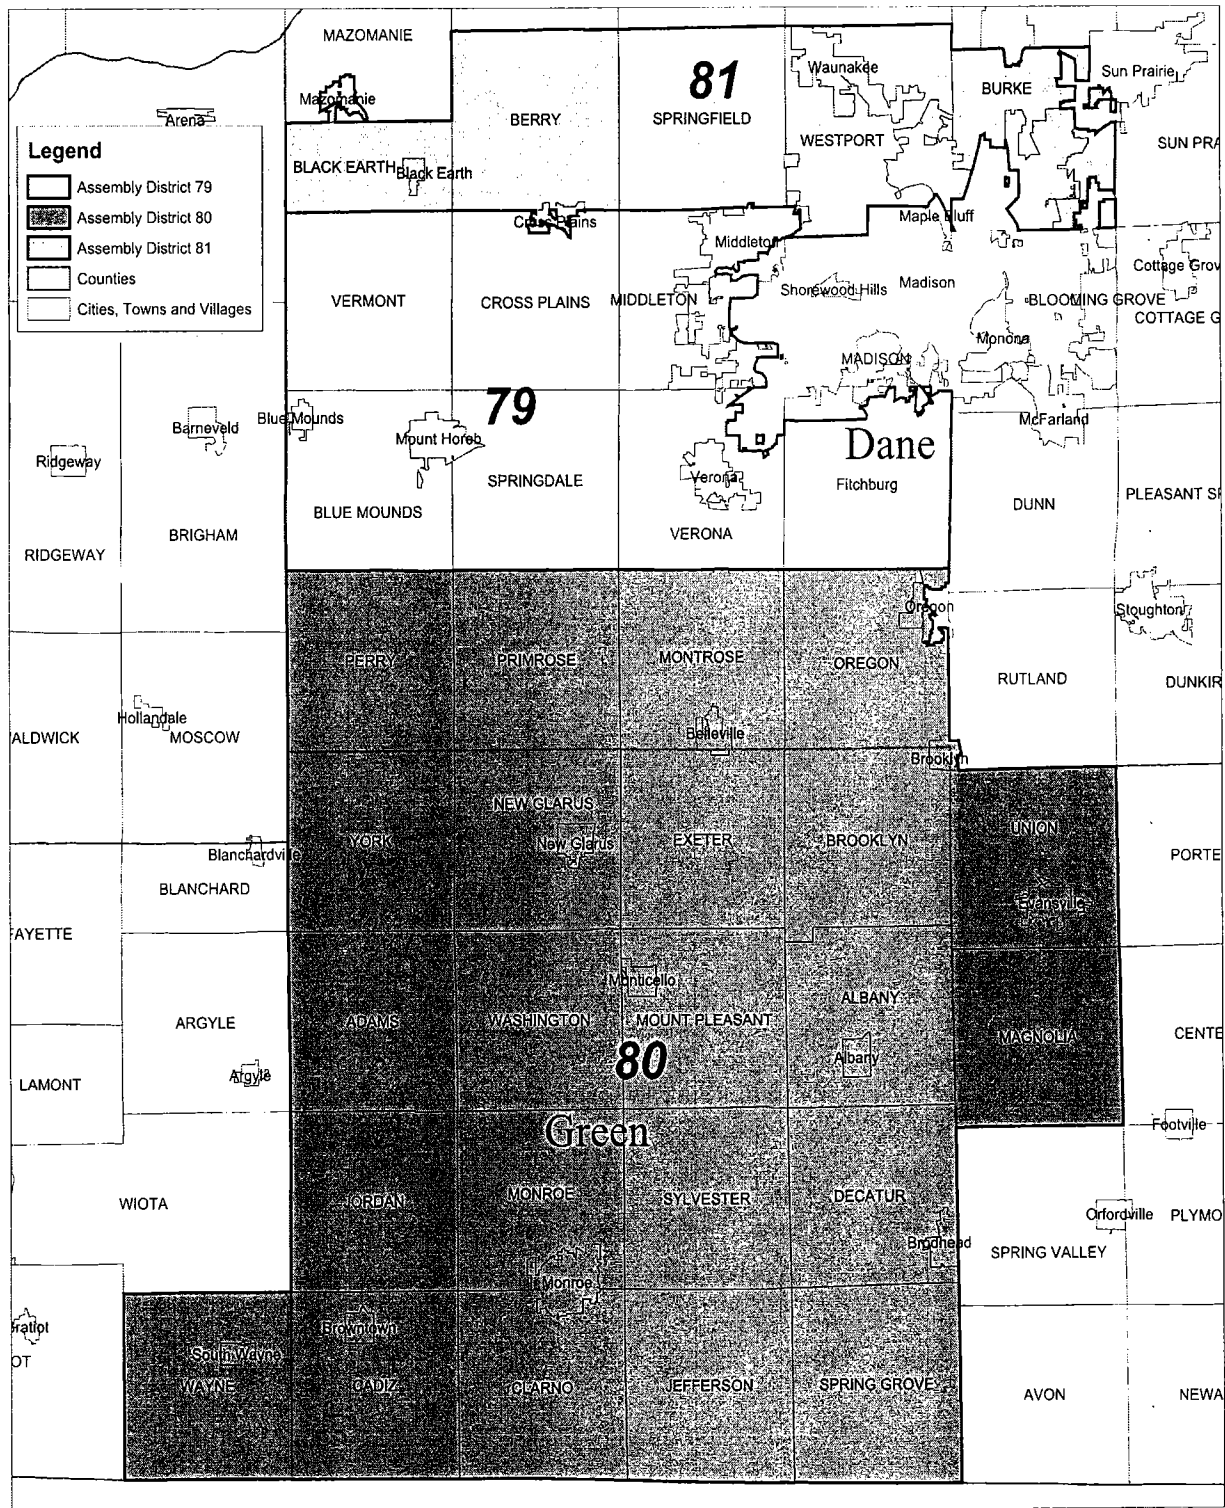 MAZOMANIE
81
Waunakee
Sun Prairie
Mazomanie
BURKE
Arena
BERRY
SPRINGFIELD
WESTPORT
SUN PRA
Legend
Assembly District 79
Assembly District 80
Assembly District 81
Counties
Cities, Towns and Villages
BLACK EARTH
Black Earth
Cross Plains
Maple Bluff
Middleton
Cottage Grov
VERMONT
CROSS PLAINS
MIDDLETON
Shorewood Hills
Madison
BLOOMING GROVE
COTTAGE G
Monona
MADISON
79
Barneveld
Blue Mounds
Mount Horeb
McFarland
Dane
Ridgeway
Verona
SPRINGDALE
Fitchburg
PLEASANT SP
DUNN
BLUE MOUNDS
BRIGHAM
VERONA
RIDGEWAY
Oregon
Stoughton
PERRY
PRIMROSE
MONTROSE
OREGON
RUTLAND
DUNKIR
Hollandale
ALDWICK
MOSCOW
Belleville
Brooklyn
NEW GLARUS
UNION
YORK
New Glarus
EXETER
BROOKLYN
Blanchardville
PORTE
BLANCHARD
Evansville
AYETTE
Monticello
ALBANY
ARGYLE
ADAMS
WASHINGTON
MOUNT PLEASANT
MAGNOLIA
CENTE
80
Albany
Argyle
LAMONT
Green
Footville
WIOTA
JORDAN
MONROE
SYLVESTER
DECATUR
Orfordville
PLYMO
Brodhead
SPRING VALLEY
Monroe
ratiot
Browntown
South Wayne
OT
WAYNE
CADIZ
CLARNO
JEFFERSON
SPRING GROVE
AVON
NEWA